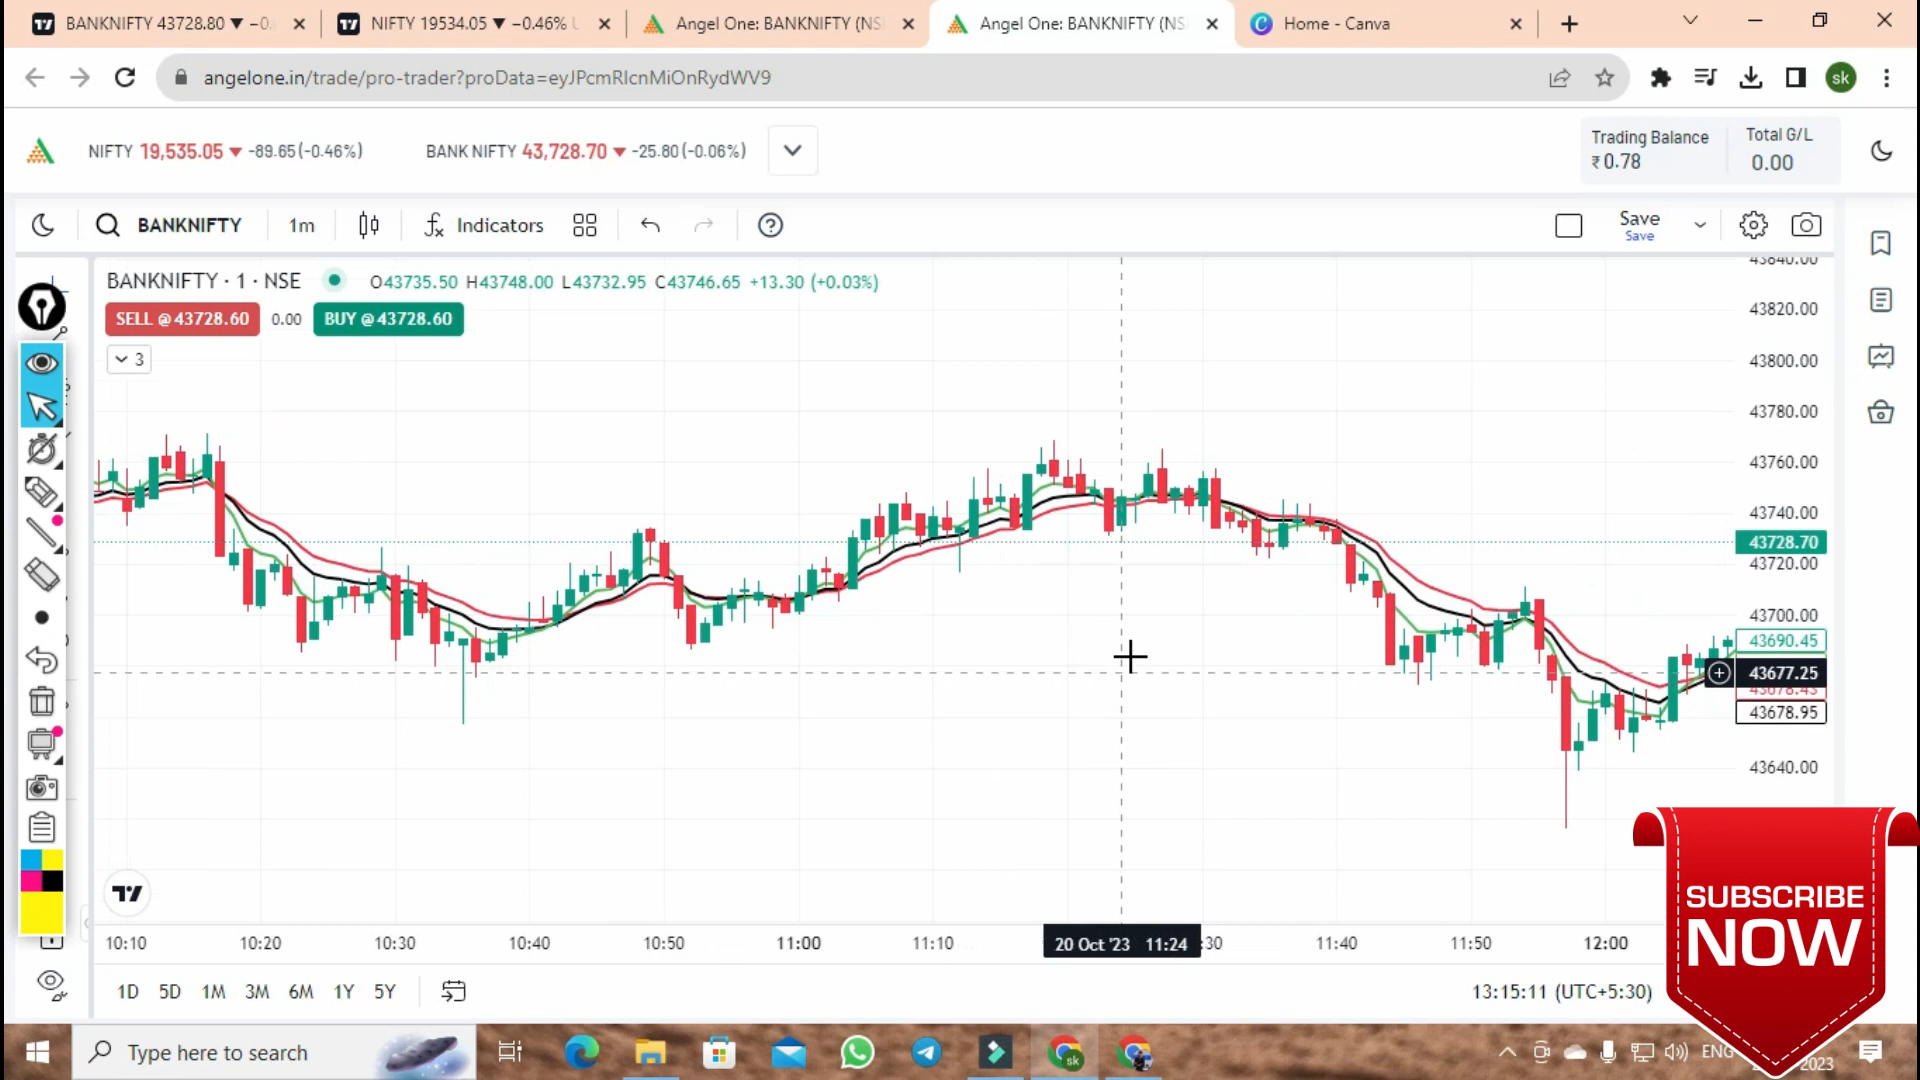 BANKNIFTY 43728.80 ▼ −0.
NIFTY 19534.05 ▼ −0.46% U
Angel One: BANKNIFTY (NS
Angel One: BANKNIFTY (NS
Home - Canva
angelone.in/trade/pro-trader?proData=eyJPcmRlcnMiOnRydWV9
sk
NIFTY 19,535.05 ▼ -89.65(-0.46%)
BANK NIFTY 43,728.70 ▼ -25.80(-0.06%)
Trading Balance
₹0.78
Total G/L
0.00
BANKNIFTY
1m
Indicators
Save
Save
BANKNIFTY · 1 · NSE
O43735.50 H43748.00 L43732.95 C43746.65 +13.30 (+0.03%)
SELL @ 43728.60
0.00
BUY @ 43728.60
3
43840.00
43820.00
43800.00
43780.00
43760.00
43740.00
43728.70
43720.00
43700.00
43690.45
43677.25
43678.43
43678.95
43640.00
10:10
10:20
10:30
10:40
10:50
11:00
11:10
20 Oct '23 11:24
:30
11:40
11:50
12:00
1D
5D
1M
3M
6M
1Y
5Y
13:15:11 (UTC+5:30)
SUBSCRIBE
NOW
Type here to search
sk
ENG
2023